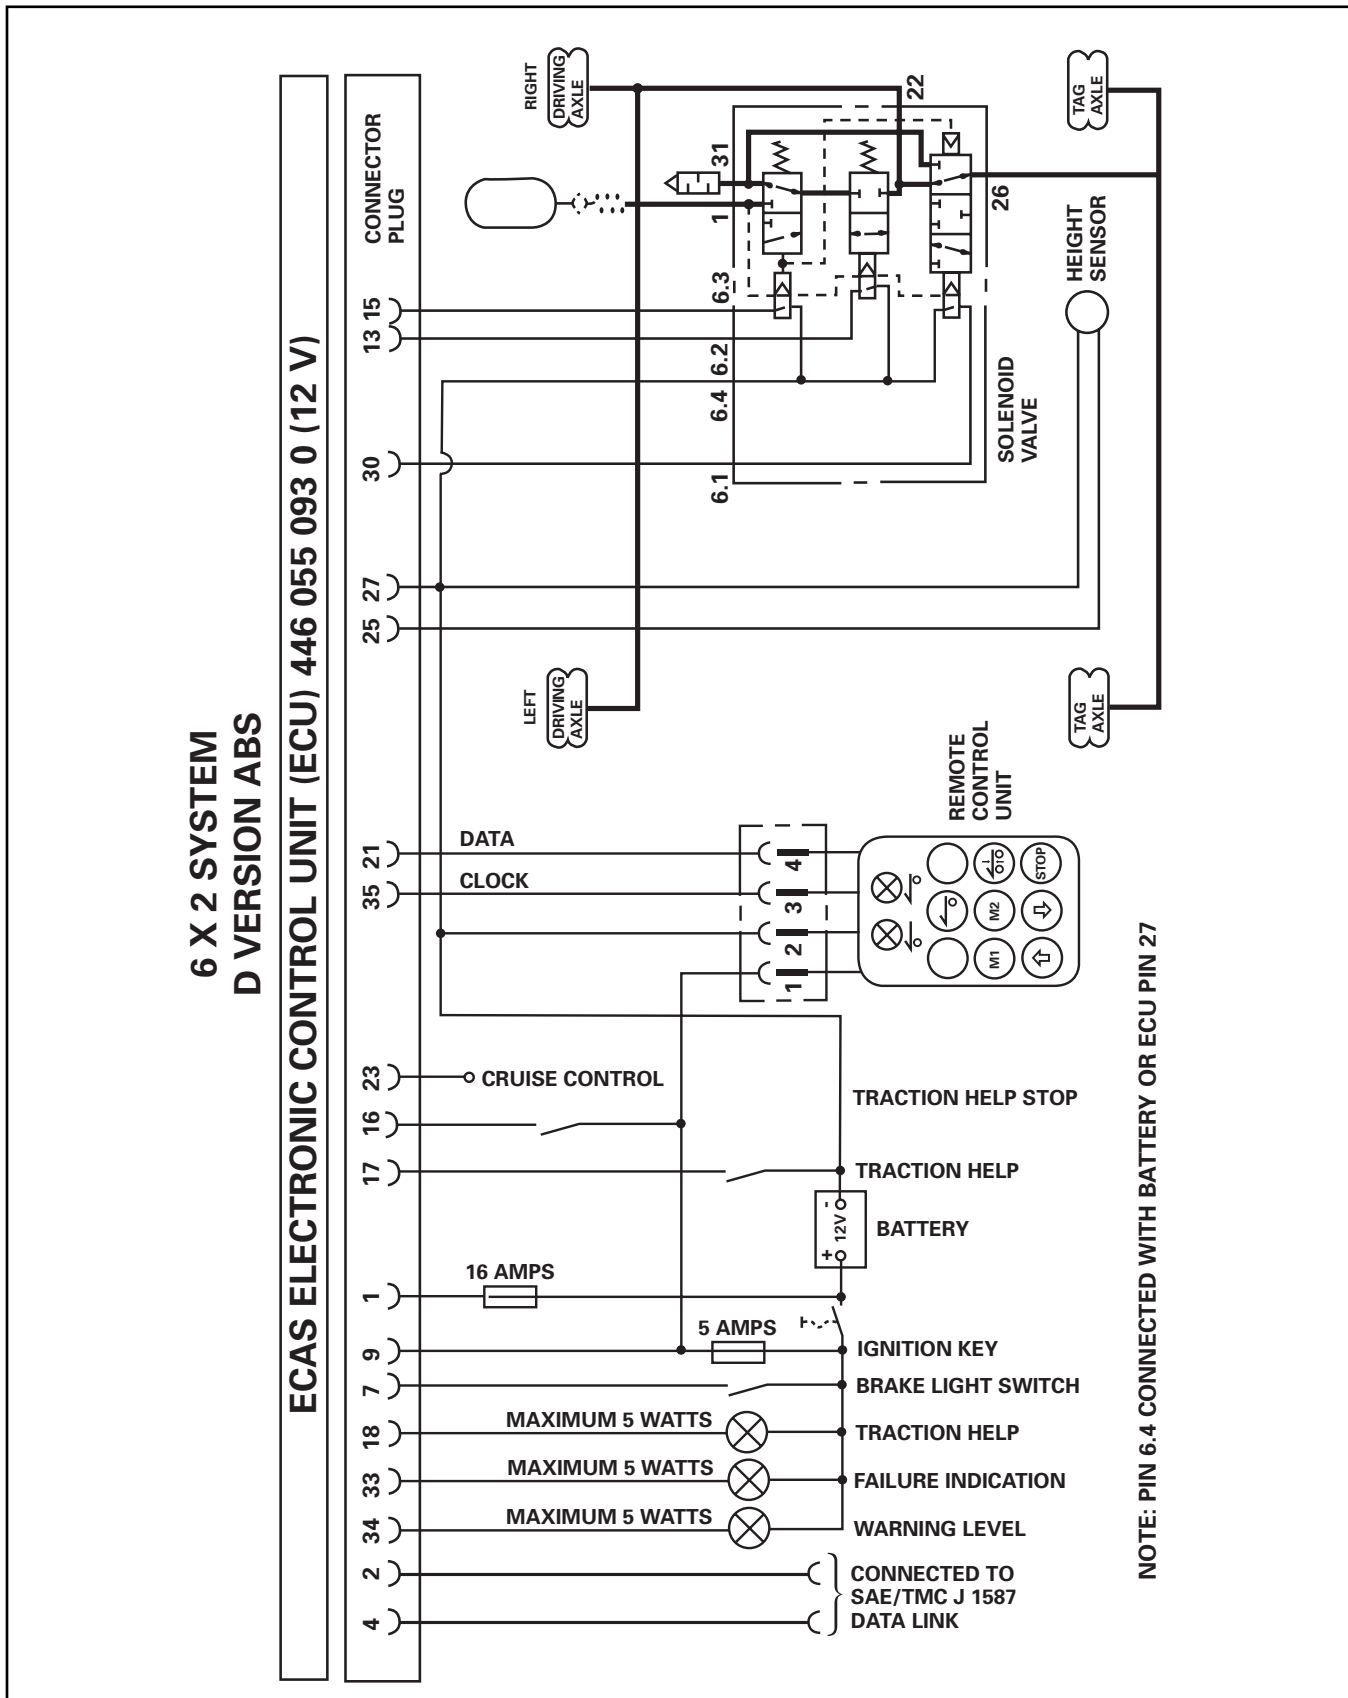 6 X 2 SYSTEM
D VERSION ABS
ECAS ELECTRONIC CONTROL UNIT (ECU) 446 055 093 0 (12 V)
CONNECTOR
PLUG
15
13
30
27
25
21
35
23
16
17
1
9
7
18
33
34
2
4
RIGHT
DRIVING
AXLE
LEFT
DRIVING
AXLE
TAG
AXLE
TAG
AXLE
22
31
1
26
6.3
6.2
6.4
6.1
HEIGHT
SENSOR
SOLENOID
VALVE
DATA
CLOCK
4
3
2
1
REMOTE
CONTROL
UNIT
M1
M2
STOP
CRUISE CONTROL
TRACTION HELP STOP
TRACTION HELP
- 12V +
BATTERY
16 AMPS
5 AMPS
IGNITION KEY
BRAKE LIGHT SWITCH
MAXIMUM 5 WATTS
TRACTION HELP
MAXIMUM 5 WATTS
FAILURE INDICATION
MAXIMUM 5 WATTS
WARNING LEVEL
CONNECTED TO
SAE/TMC J 1587
DATA LINK
NOTE: PIN 6.4 CONNECTED WITH BATTERY OR ECU PIN 27